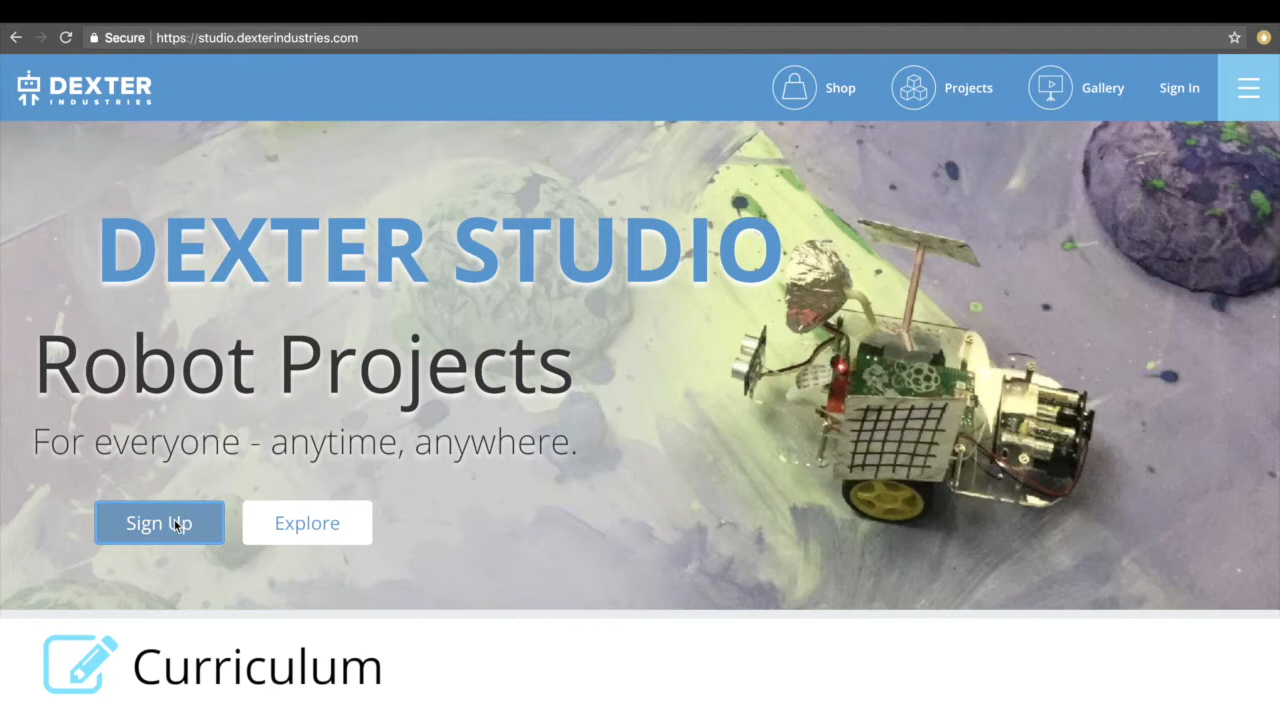 Secure | https://studio.dexterindustries.com
DEXTER
INDUSTRIES
Shop
Projects
Gallery
Sign In
DEXTER STUDIO
Robot Projects
For everyone - anytime, anywhere.
Sign Up
Explore
Curriculum